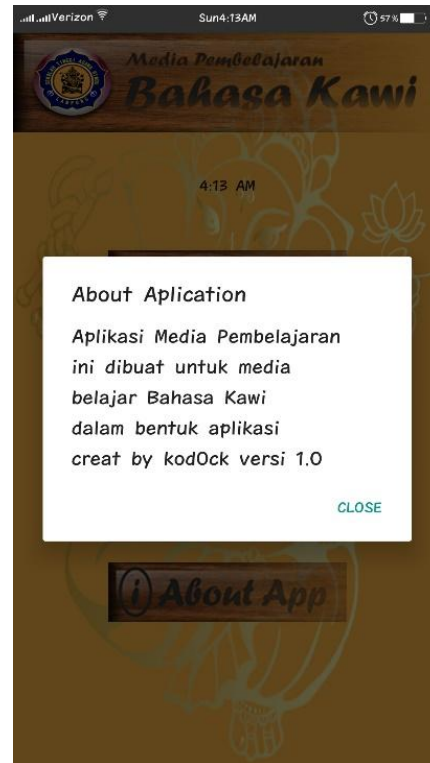 Verizon
Sun4:13AM
57%
Media Pembelajaran
Bahasa Kawi
4:13 AM
About Aplication
Aplikasi Media Pembelajaran
ini dibuat untuk media
belajar Bahasa Kawi
dalam bentuk aplikasi
creat by kod0ck versi 1.0
CLOSE
i About App